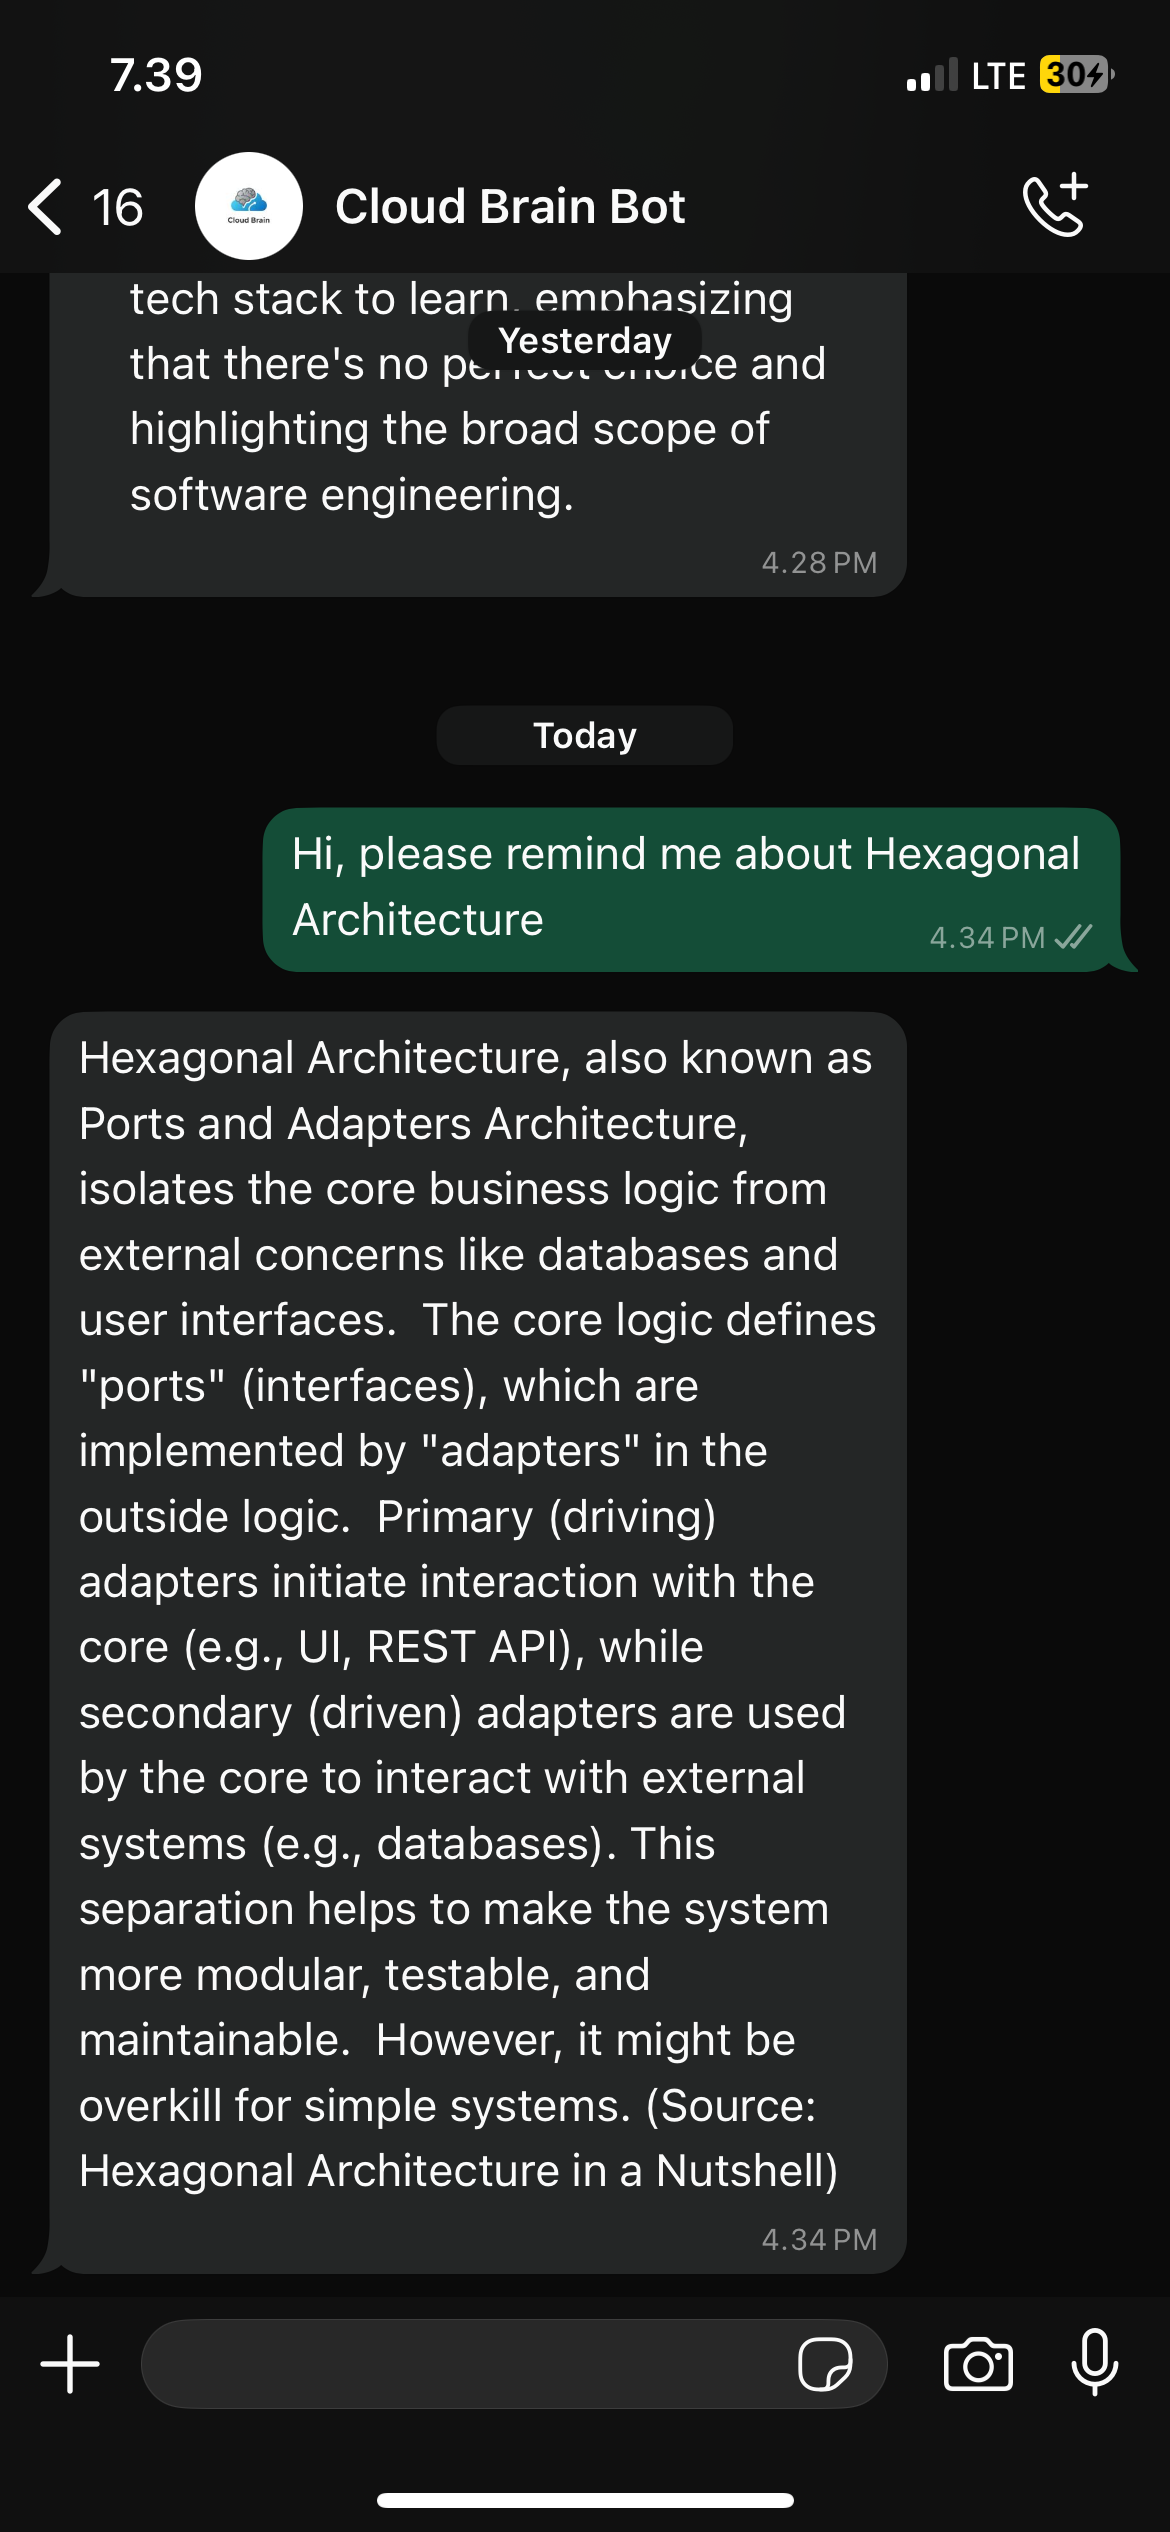 7.39
LTE
30
16
Cloud Brain
Cloud Brain Bot
tech stack to learn, emphasizing
Yesterday
that there's no perfect choice and
highlighting the broad scope of
software engineering.
4.28 PM
Today
Hi, please remind me about Hexagonal
Architecture
4.34 PM
Hexagonal Architecture, also known as
Ports and Adapters Architecture,
isolates the core business logic from
external concerns like databases and
user interfaces.  The core logic defines
"ports" (interfaces), which are
implemented by "adapters" in the
outside logic.  Primary (driving)
adapters initiate interaction with the
core (e.g., UI, REST API), while
secondary (driven) adapters are used
by the core to interact with external
systems (e.g., databases). This
separation helps to make the system
more modular, testable, and
maintainable.  However, it might be
overkill for simple systems. (Source:
Hexagonal Architecture in a Nutshell)
4.34 PM